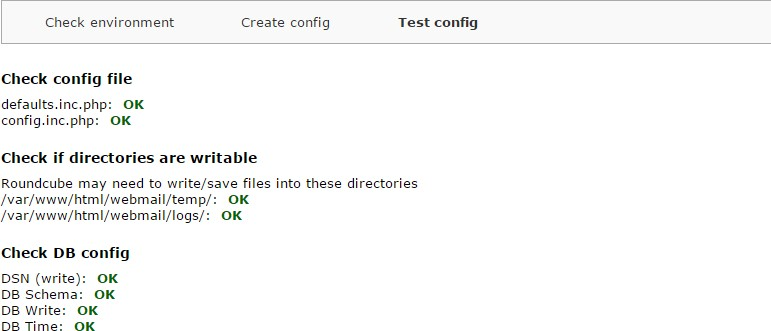 Check environment Create config Test config
Check config file
defaults.inc.php: OK
config.inc.php: OK
Check if directories are writable
Roundcube may need to write/save files into these directories
/var/www/html/webmail/temp/: OK
/var/www/html/webmail/logs/: OK
Check DB config
DSN (write): OK
DB Schema: OK
DB Write: OK
DB Time: OK